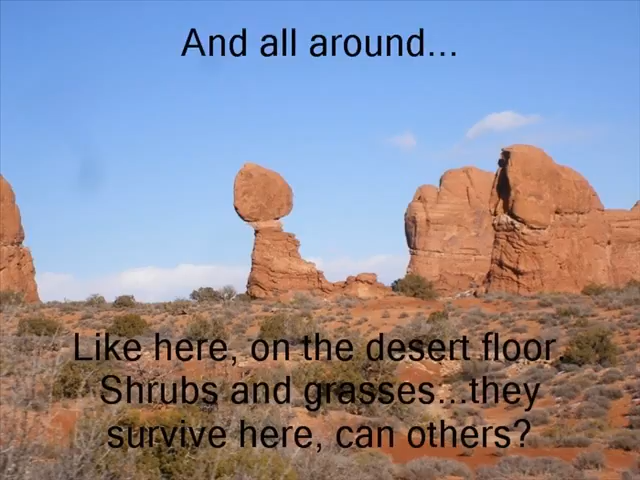 And all around...
Like here, on the desert floor
Shrubs and grasses...they
survive here, can others?